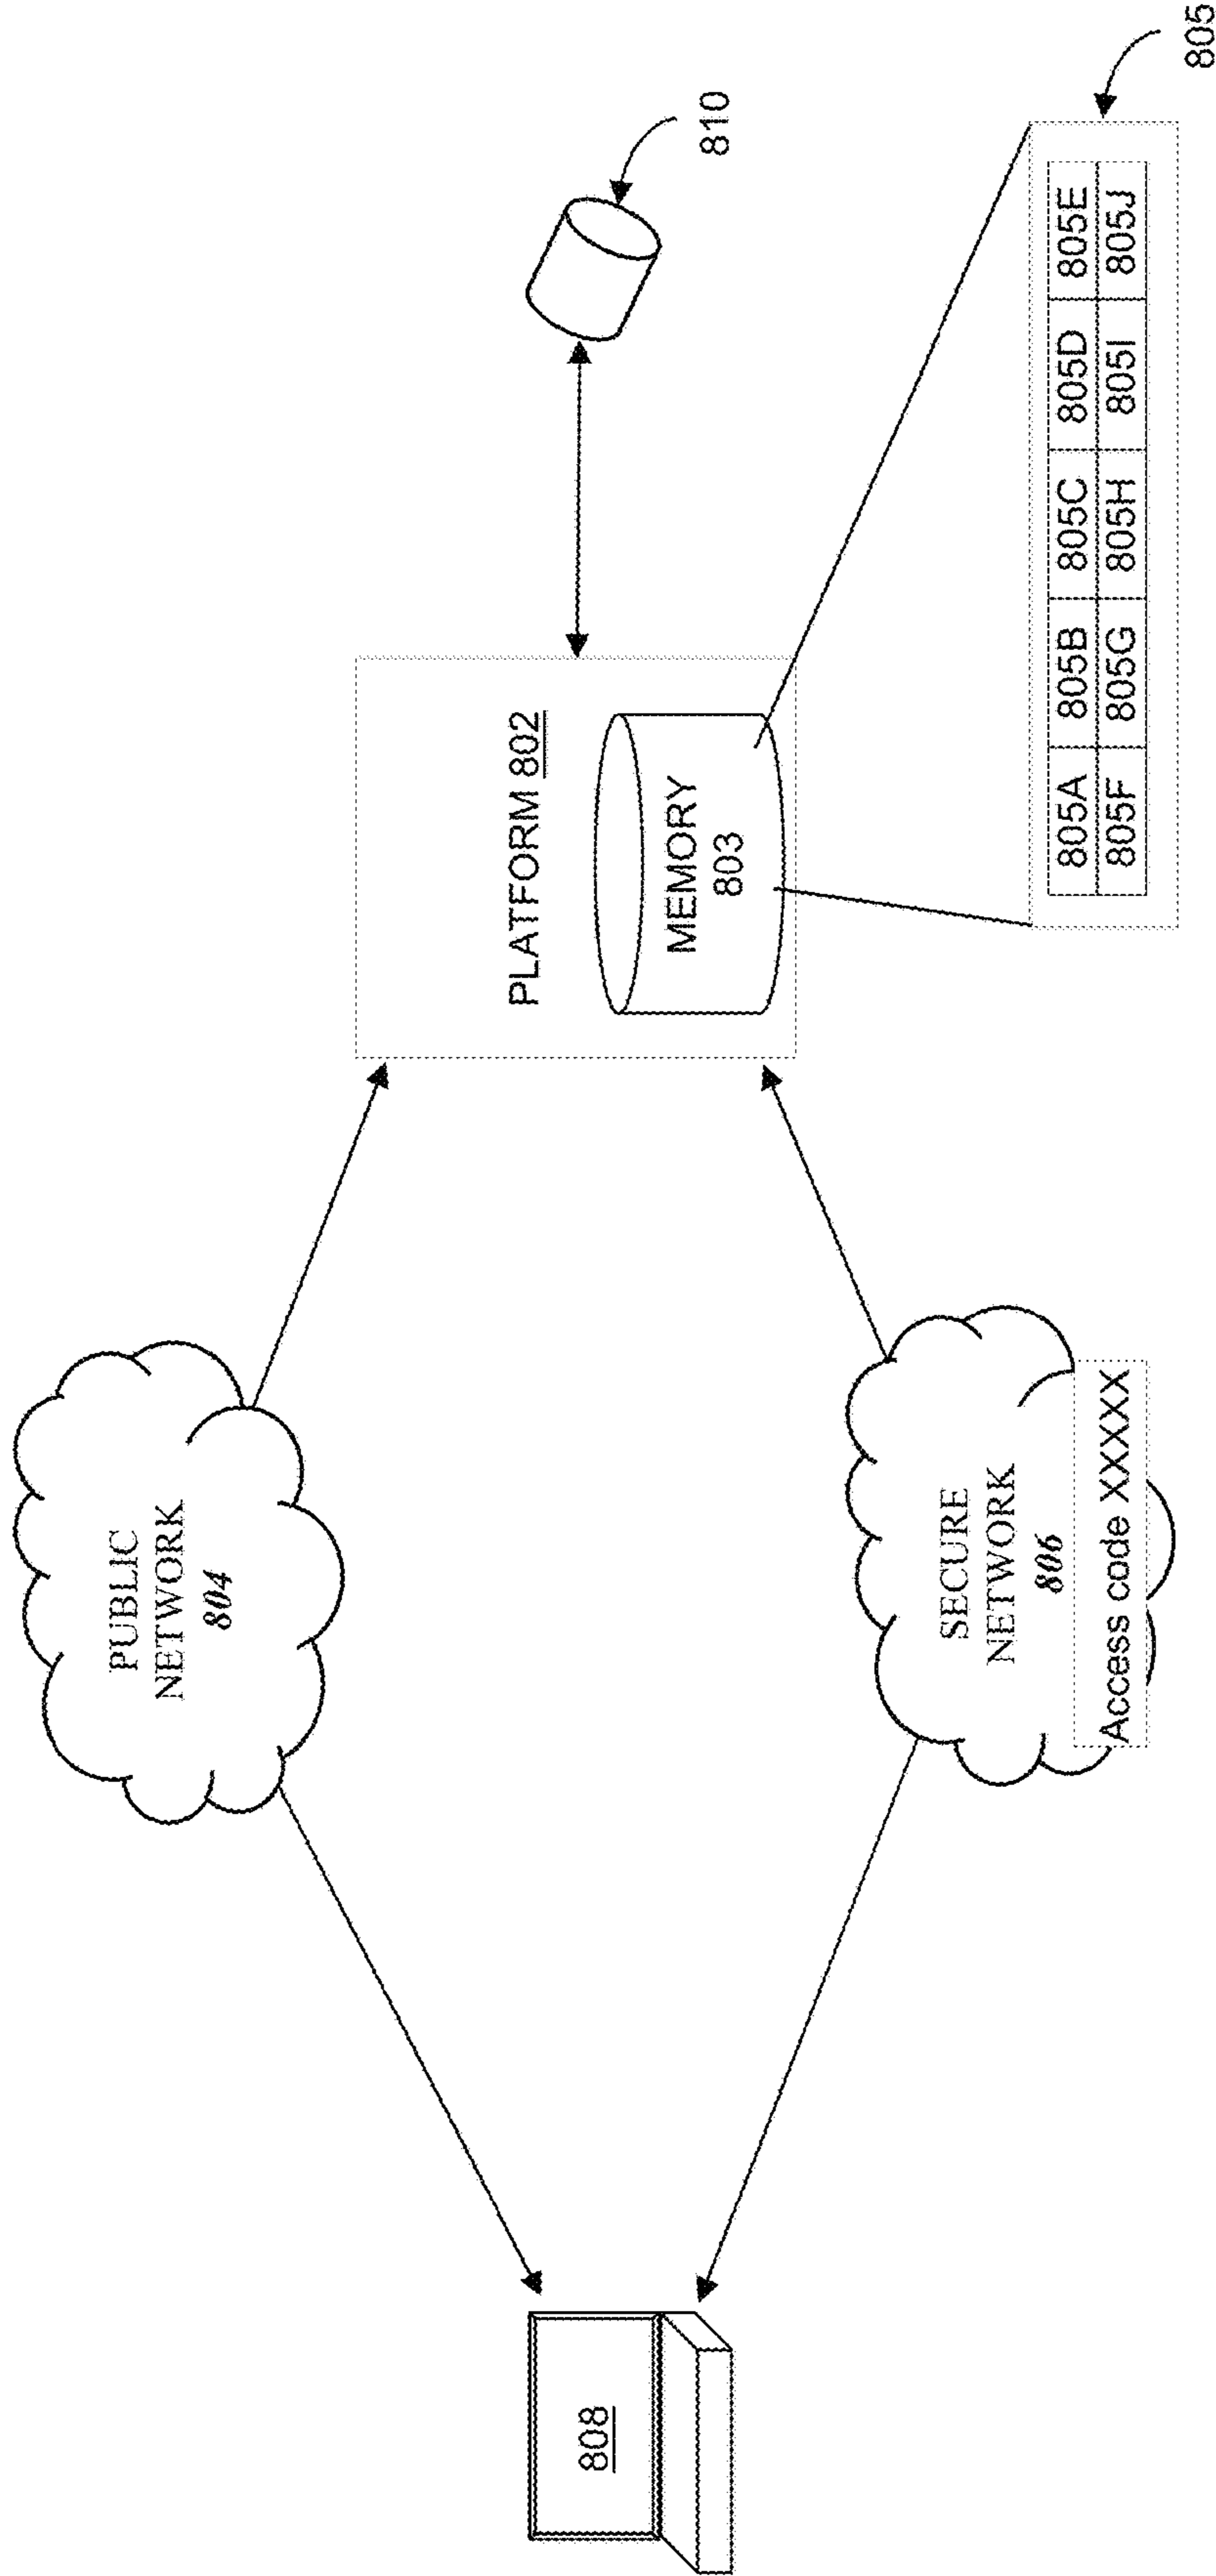 PUBLIC
NETWORK
804
808
PLATFORM 802
MEMORY
803
810
SECURE
NETWORK
806
Access code XXXXX
805A 805B 805C 805D 805E
805F 805G 805H 805I 805J
805